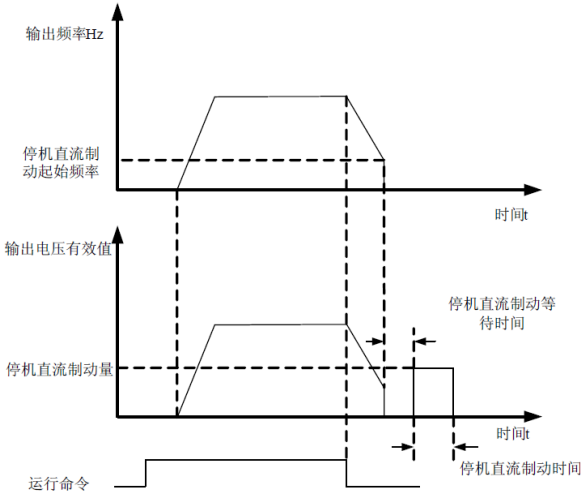 输出频率Hz
停机直流制
动起始频率
时间t
输出电压有效值
停机直流制动等
待时间
停机直流制动量
时间t
停机直流制动时间
运行命令